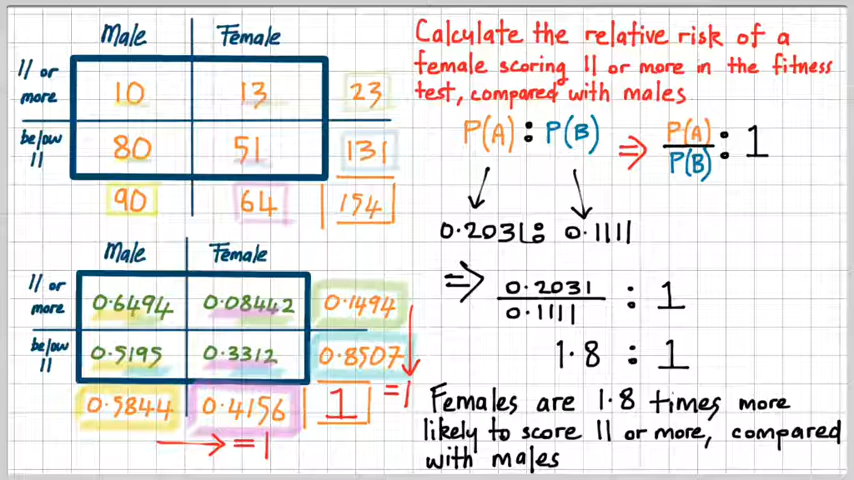 Male Female
11 or more 10 13 23
below 11 80 51 131
90 64 154
Male Female
11 or more 0.6494 0.08442 0.1494
below 11 0.5195 0.3312 0.8507
0.5844 0.4156 1 = 1
= 1
Calculate the relative risk of a
female scoring 11 or more in the fitness
test, compared with males
P(A) : P(B) ⇒ P(A)/P(B) : 1
0.2031 : 0.1111
⇒ 0.2031/0.1111 : 1
1.8 : 1
Females are 1.8 times more
likely to score 11 or more, compared
with males